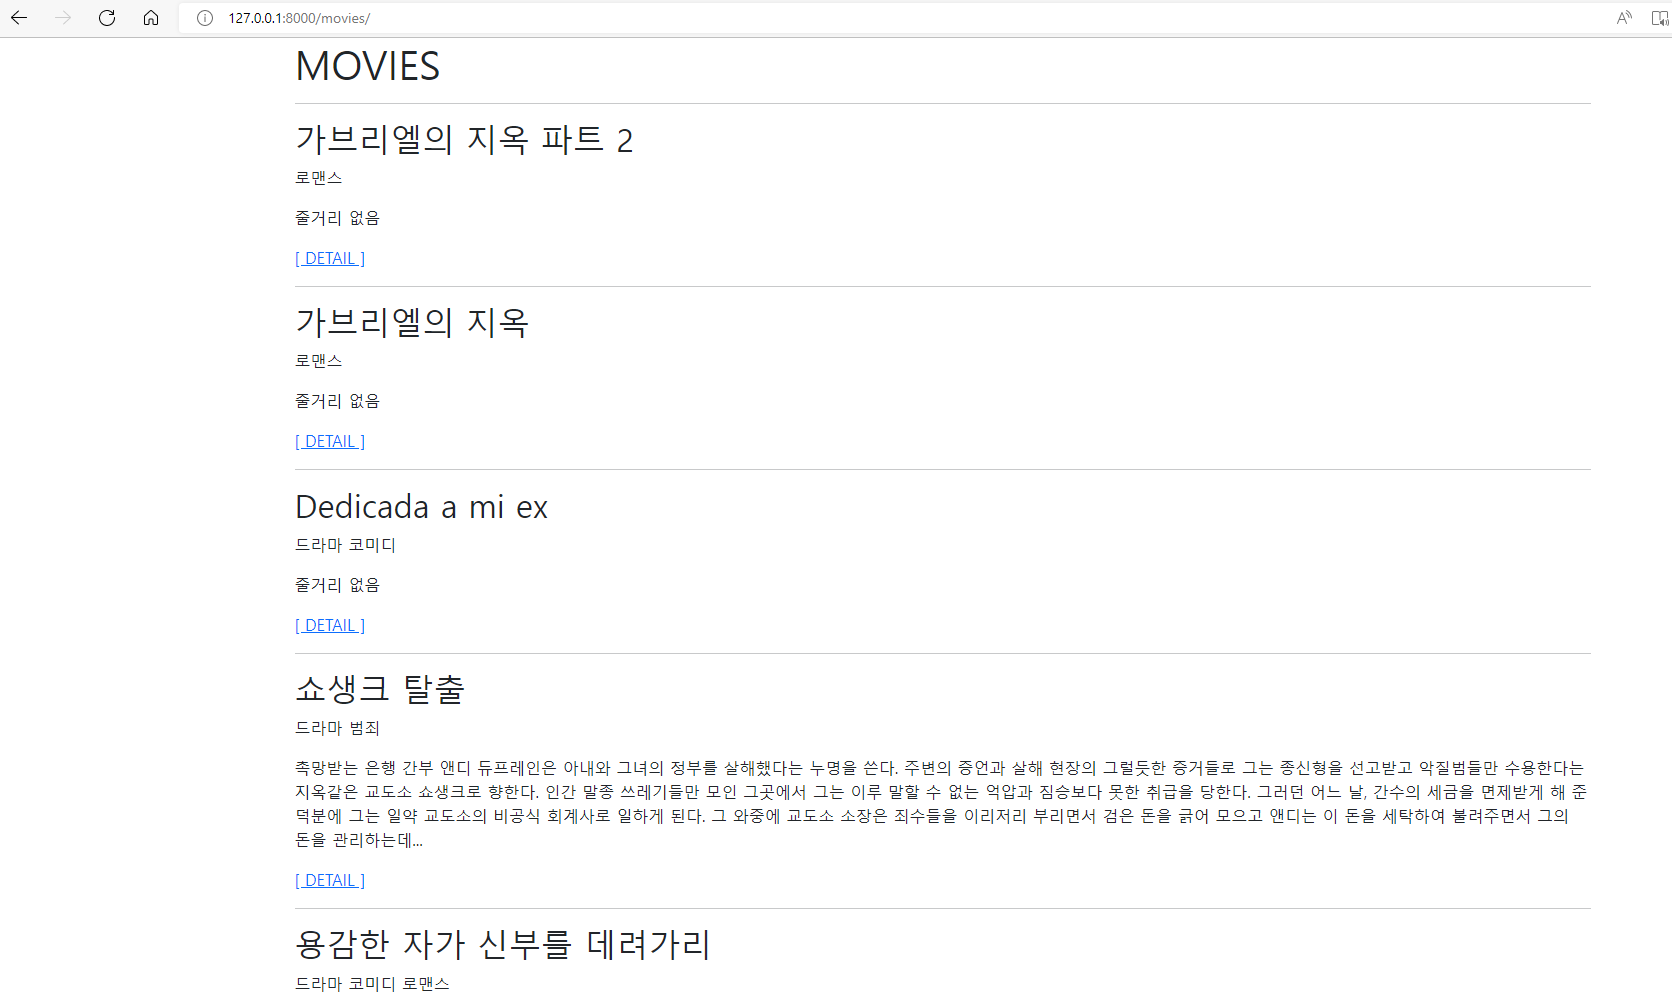 127.0.0.1:8000/movies/
MOVIES
가브리엘의 지옥 파트 2
로맨스
줄거리 없음
[ DETAIL ]
가브리엘의 지옥
로맨스
줄거리 없음
[ DETAIL ]
Dedicada a mi ex
드라마 코미디
줄거리 없음
[ DETAIL ]
쇼생크 탈출
드라마 범죄
촉망받는 은행 간부 앤디 듀프레인은 아내와 그녀의 정부를 살해했다는 누명을 쓴다. 주변의 증언과 살해 현장의 그럴듯한 증거들로 그는 종신형을 선고받고 악질범들만 수용한다는
지옥같은 교도소 쇼생크로 향한다. 인간 말종 쓰레기들만 모인 그곳에서 그는 이루 말할 수 없는 억압과 짐승보다 못한 취급을 당한다. 그러던 어느 날, 간수의 세금을 면제받게 해 준
덕분에 그는 일약 교도소의 비공식 회계사로 일하게 된다. 그 와중에 교도소 소장은 죄수들을 이리저리 부리면서 검은 돈을 긁어 모으고 앤디는 이 돈을 세탁하여 불려주면서 그의
돈을 관리하는데...
[ DETAIL ]
용감한 자가 신부를 데려가리
드라마 코미디 로맨스